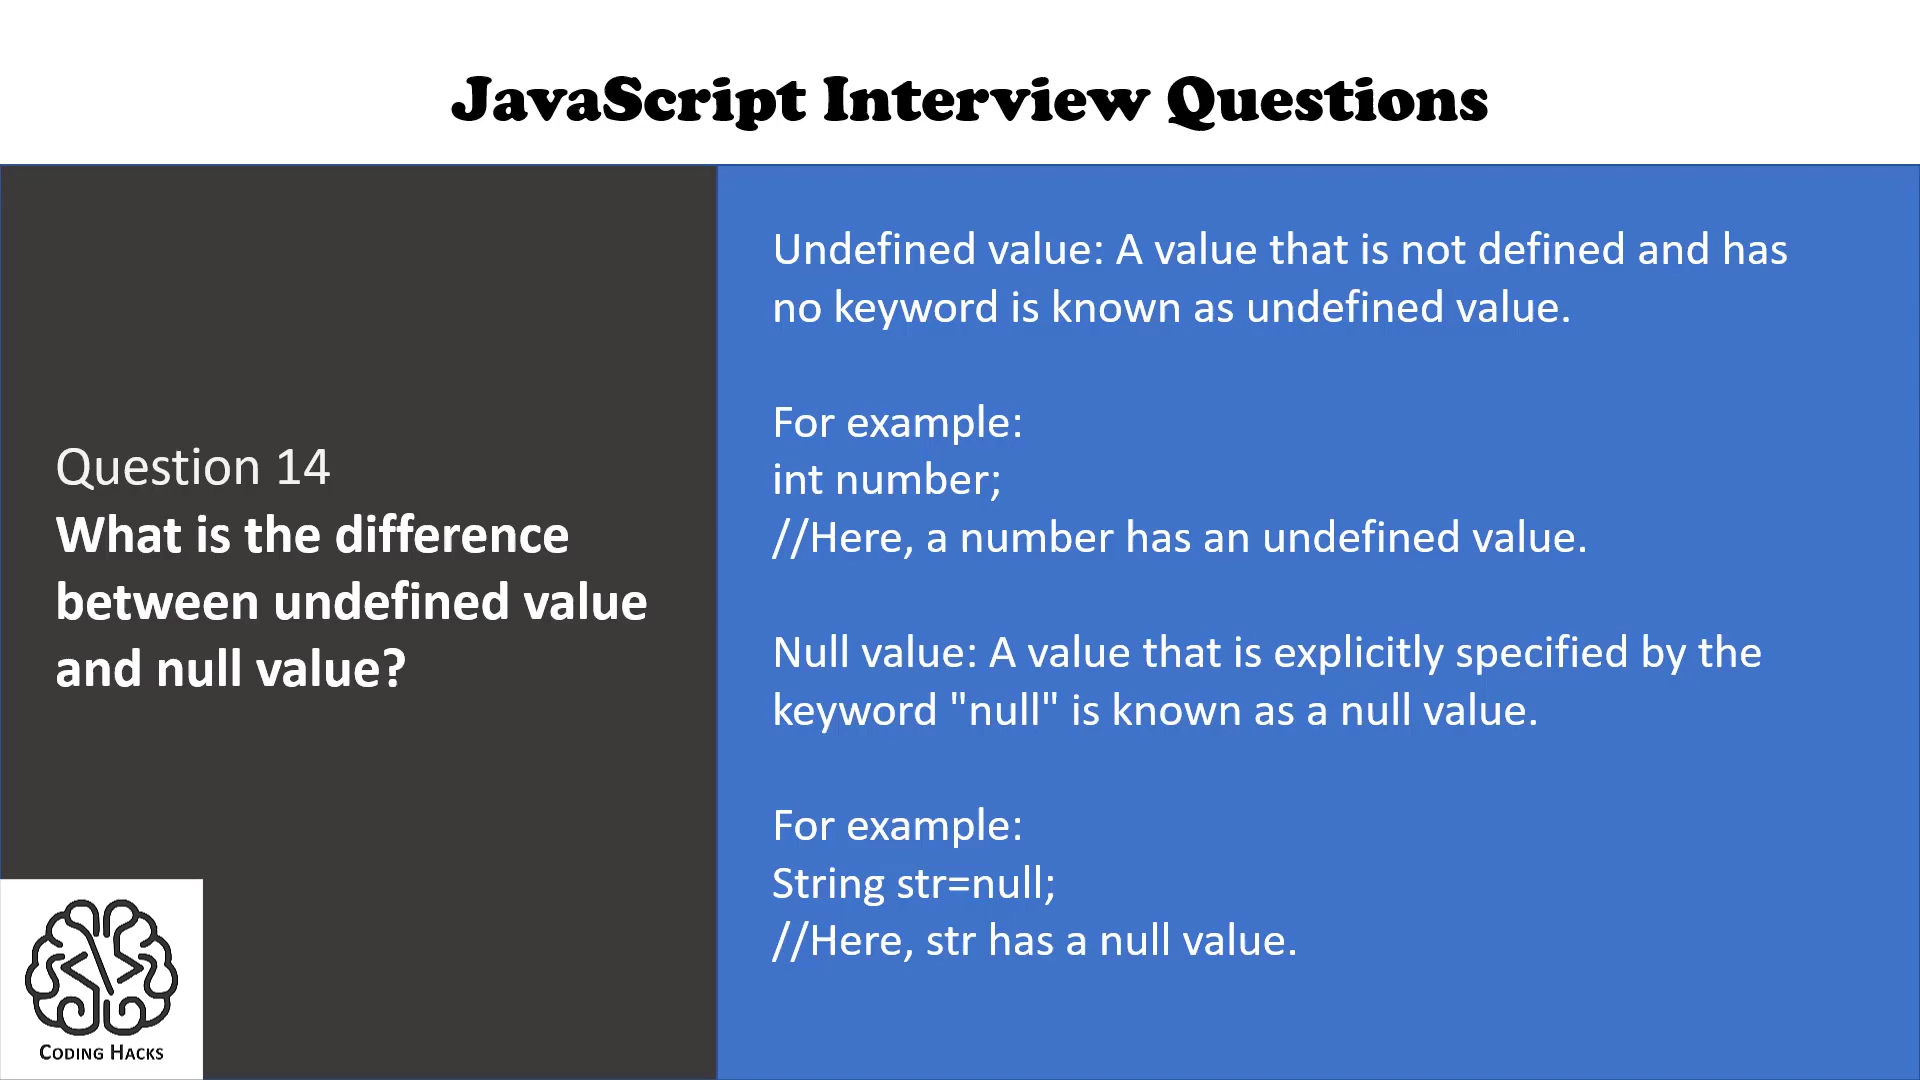 JavaScript Interview Questions
Question 14
What is the difference
between undefined value
and null value?
Undefined value: A value that is not defined and has
no keyword is known as undefined value.
For example:
int number;
//Here, a number has an undefined value.
Null value: A value that is explicitly specified by the
keyword "null" is known as a null value.
For example:
String str=null;
//Here, str has a null value.
CODING HACKS